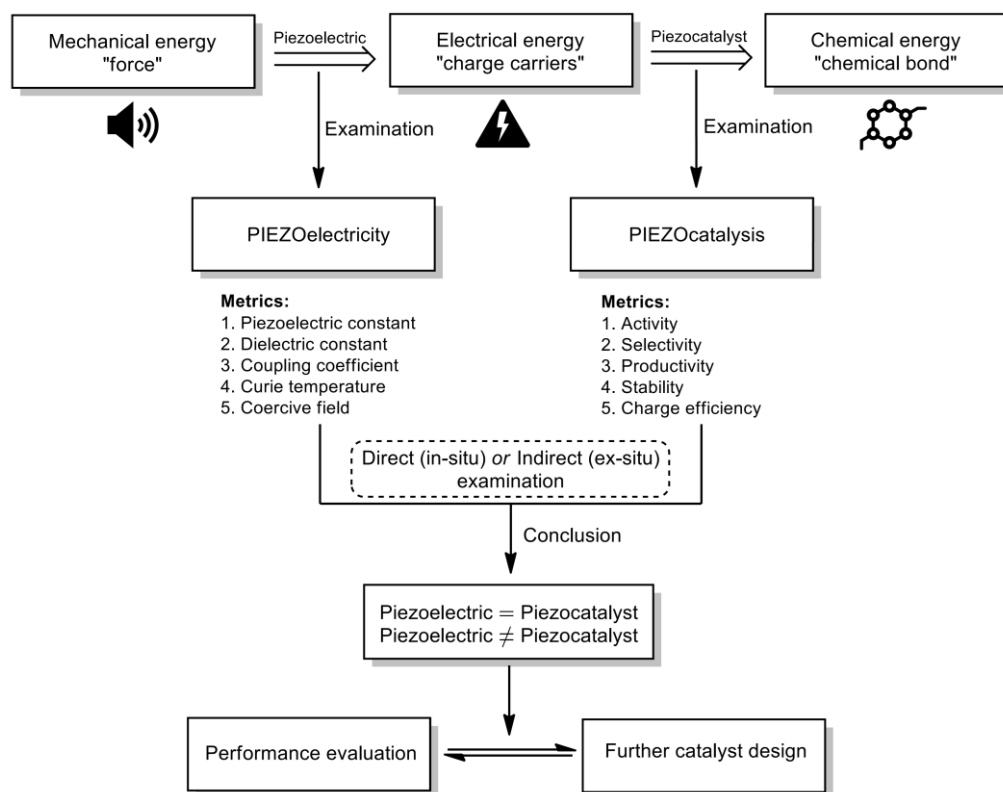 Mechanical energy
"force"
Piezoelectric
Electrical energy
"charge carriers"
Piezocatalyst
Chemical energy
"chemical bond"
Examination
Examination
PIEZOelectricity
PIEZOcatalysis
Metrics:
1. Piezoelectric constant
2. Dielectric constant
3. Coupling coefficient
4. Curie temperature
5. Coercive field
Metrics:
1. Activity
2. Selectivity
3. Productivity
4. Stability
5. Charge efficiency
Direct (in-situ) or Indirect (ex-situ)
examination
Conclusion
Piezoelectric = Piezocatalyst
Piezoelectric ≠ Piezocatalyst
Performance evaluation
Further catalyst design